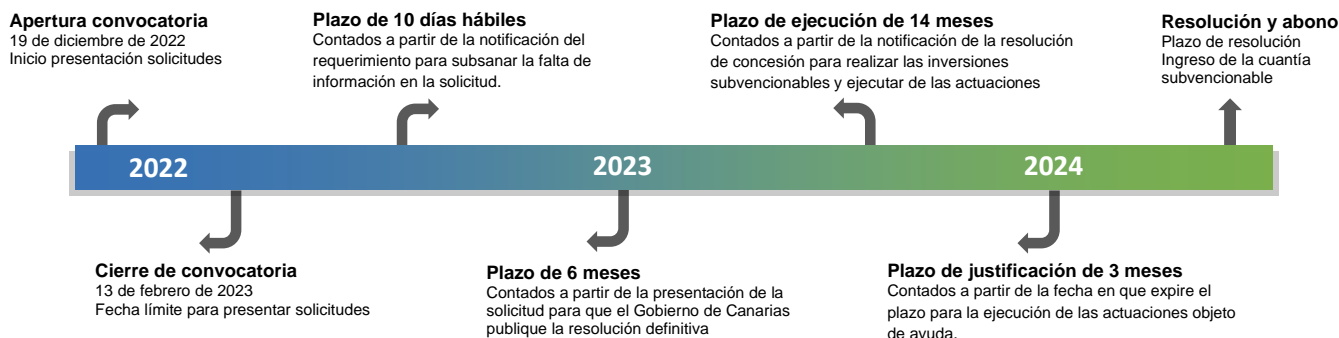 Apertura convocatoria
19 de diciembre de 2022
Inicio presentación solicitudes
Plazo de 10 días hábiles
Contados a partir de la notificación del
requerimiento para subsanar la falta de
información en la solicitud.
Plazo de ejecución de 14 meses
Contados a partir de la notificación de la resolución
de concesión para realizar las inversiones
subvencionables y ejecutar de las actuaciones
Resolución y abono
Plazo de resolución
Ingreso de la cuantía
subvencionable
2022
2023
2024
Cierre de convocatoria
13 de febrero de 2023
Fecha límite para presentar solicitudes
Plazo de 6 meses
Contados a partir de la presentación de la
solicitud para que el Gobierno de Canarias
publique la resolución definitiva
Plazo de justificación de 3 meses
Contados a partir de la fecha en que expire el
plazo para la ejecución de las actuaciones objeto
de ayuda.